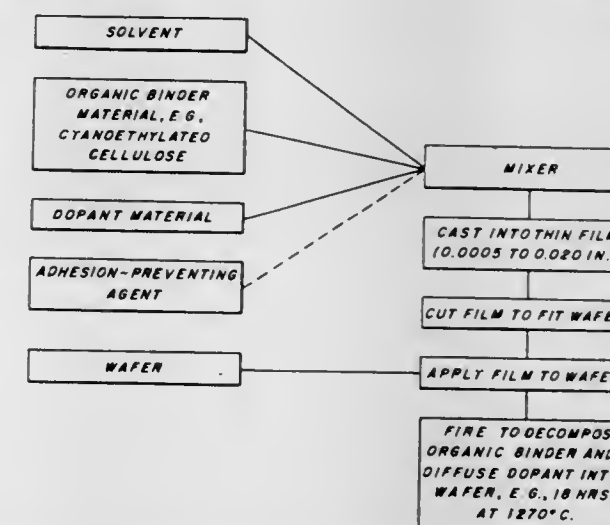 SOLVENT
ORGANIC BINDER
MATERIAL, E.G.,
CYANOETHYLATED
CELLULOSE
DOPANT MATERIAL
ADHESION-PREVENTING
AGENT
WAFER
MIXER
CAST INTO THIN FILM
(0.0005 TO 0.020 IN.
CUT FILM TO FIT WAFE
APPLY FILM TO WAFE
FIRE TO DECOMPOS
ORGANIC BINDER AND
DIFFUSE DOPANT INT
WAFER, E.G., 18 HRS
AT 1270°C.